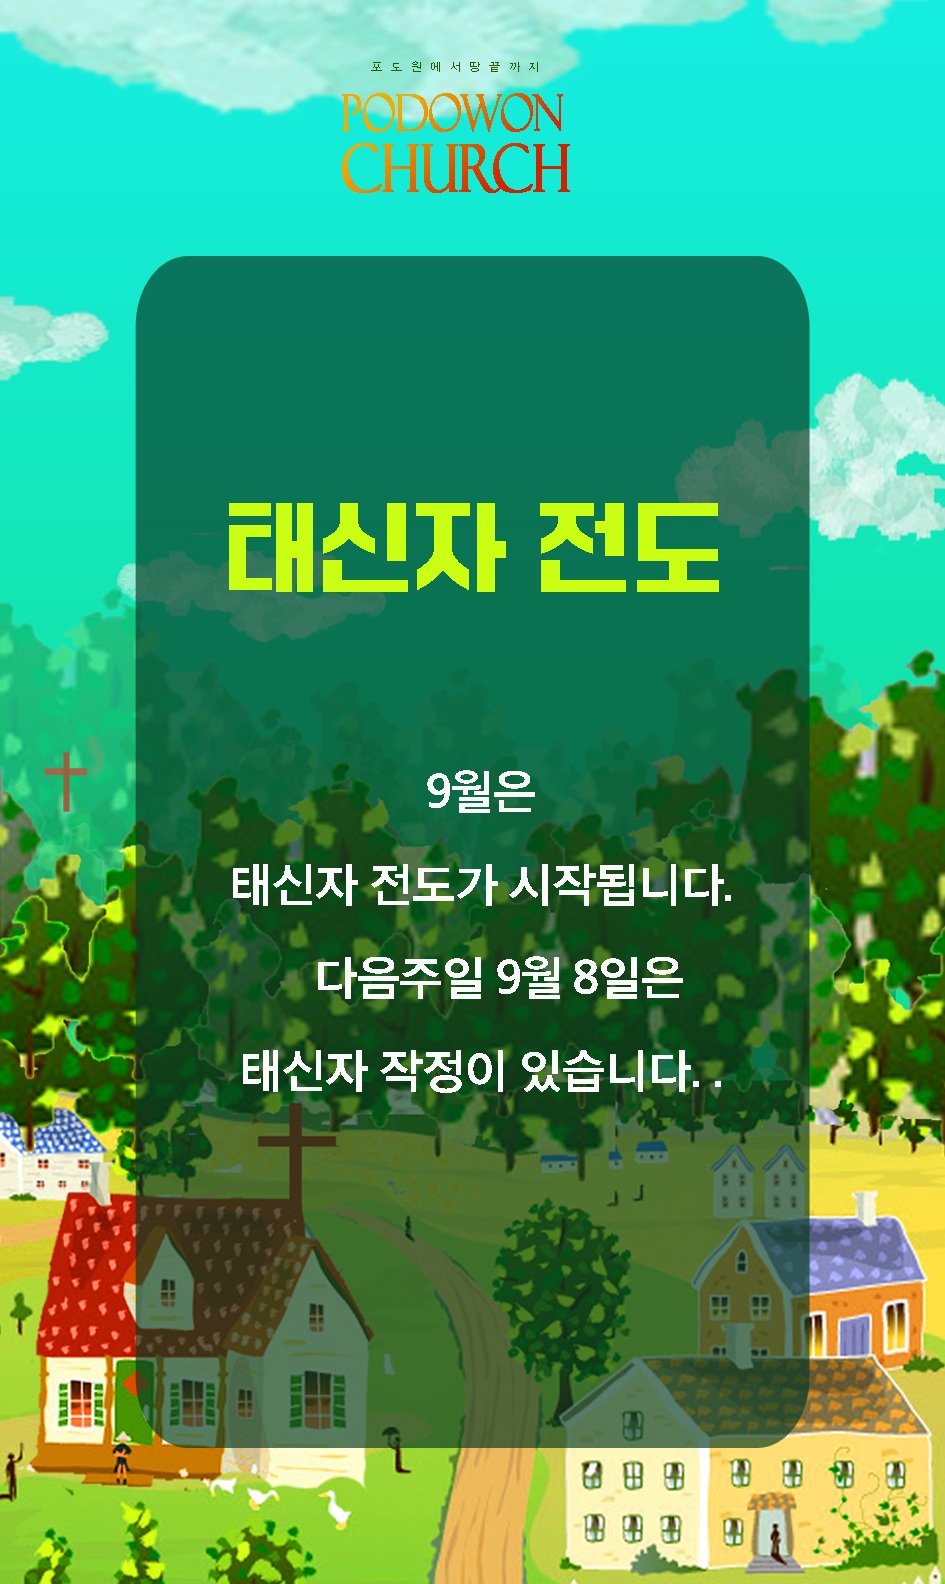 포도원에서땅끝까지
PODOWON
CHURCH
태신자 전도
9월은
태신자 전도가 시작됩니다.
다음주일 9월 8일은
태신자 작정이 있습니다. .